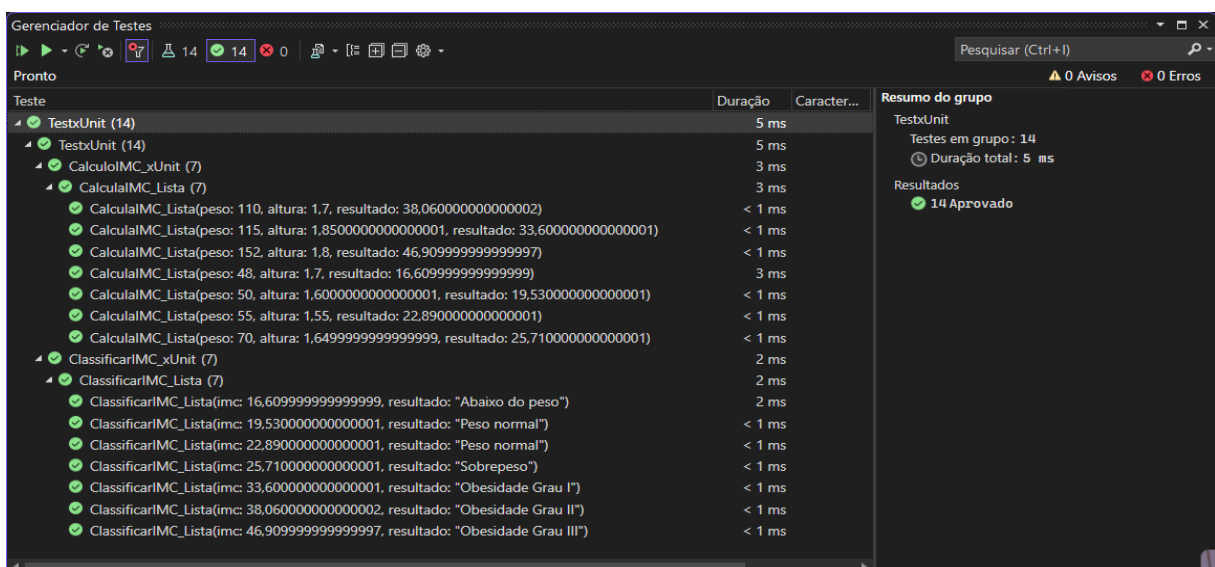 Gerenciador de Testes
14 14 0
Pesquisar (Ctrl+I)
Pronto
0 Avisos 0 Erros
Teste Duração Caracter...
TestxUnit (14) 5 ms
TestxUnit (14) 5 ms
CalculoIMC_xUnit (7) 3 ms
CalculaIMC_Lista (7) 3 ms
CalculaIMC_Lista(peso: 110, altura: 1,7, resultado: 38,060000000000002) < 1 ms
CalculaIMC_Lista(peso: 115, altura: 1,8500000000000001, resultado: 33,600000000000001) < 1 ms
CalculaIMC_Lista(peso: 152, altura: 1,8, resultado: 46,909999999999997) < 1 ms
CalculaIMC_Lista(peso: 48, altura: 1,7, resultado: 16,609999999999999) 3 ms
CalculaIMC_Lista(peso: 50, altura: 1,6000000000000001, resultado: 19,530000000000001) < 1 ms
CalculaIMC_Lista(peso: 55, altura: 1,55, resultado: 22,890000000000001) < 1 ms
CalculaIMC_Lista(peso: 70, altura: 1,6499999999999999, resultado: 25,710000000000001) < 1 ms
ClassificarIMC_xUnit (7) 2 ms
ClassificarIMC_Lista (7) 2 ms
ClassificarIMC_Lista(imc: 16,609999999999999, resultado: "Abaixo do peso") 2 ms
ClassificarIMC_Lista(imc: 19,530000000000001, resultado: "Peso normal") < 1 ms
ClassificarIMC_Lista(imc: 22,890000000000001, resultado: "Peso normal") < 1 ms
ClassificarIMC_Lista(imc: 25,710000000000001, resultado: "Sobrepeso") < 1 ms
ClassificarIMC_Lista(imc: 33,600000000000001, resultado: "Obesidade Grau I") < 1 ms
ClassificarIMC_Lista(imc: 38,060000000000002, resultado: "Obesidade Grau II") < 1 ms
ClassificarIMC_Lista(imc: 46,909999999999997, resultado: "Obesidade Grau III") < 1 ms
Resumo do grupo
TestxUnit
Testes em grupo: 14
Duração total: 5 ms
Resultados
14 Aprovado